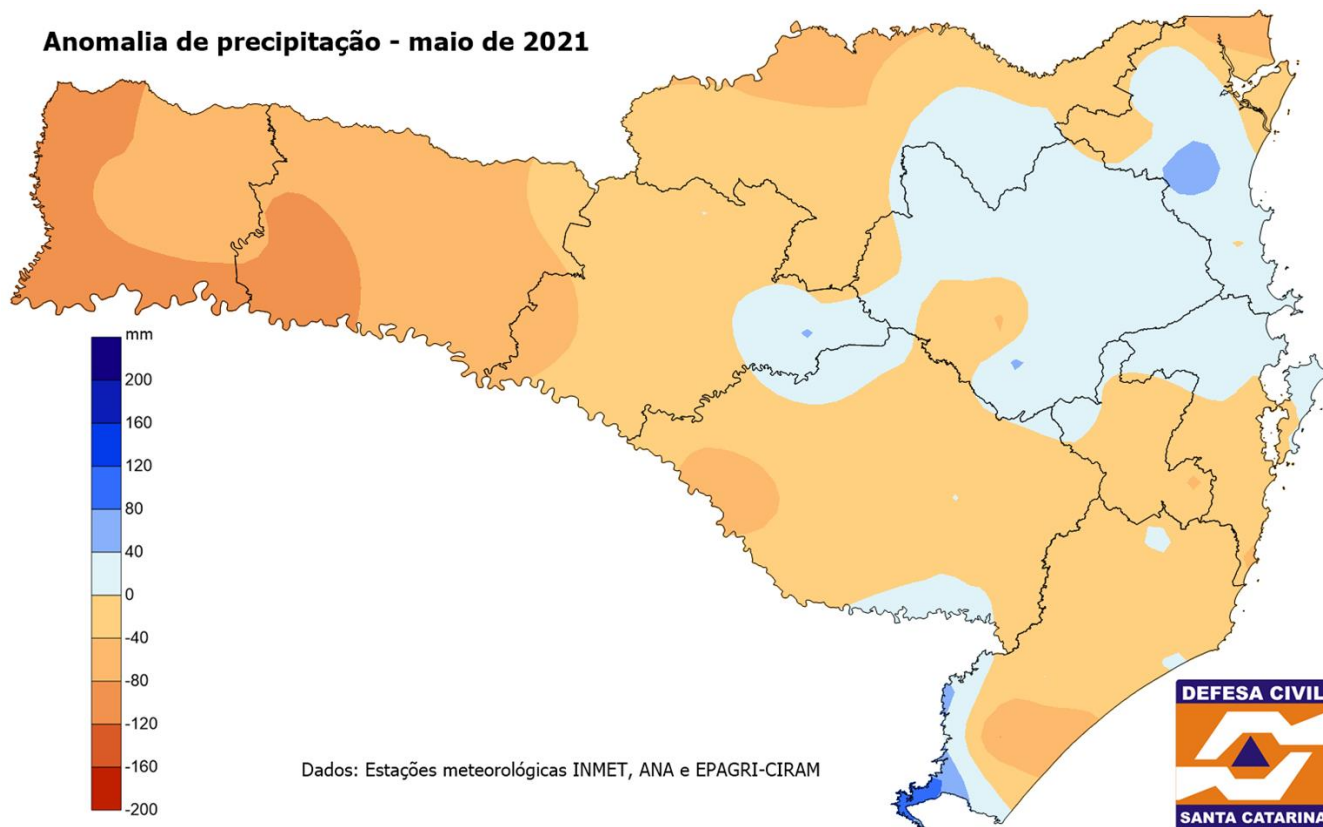 Anomalia de precipitação - maio de 2021
mm
200
160
120
80
40
0
-40
-80
-120
-160
-200
Dados: Estações meteorológicas INMET, ANA e EPAGRI-CIRAM
DEFESA CIVIL
SANTA CATARINA